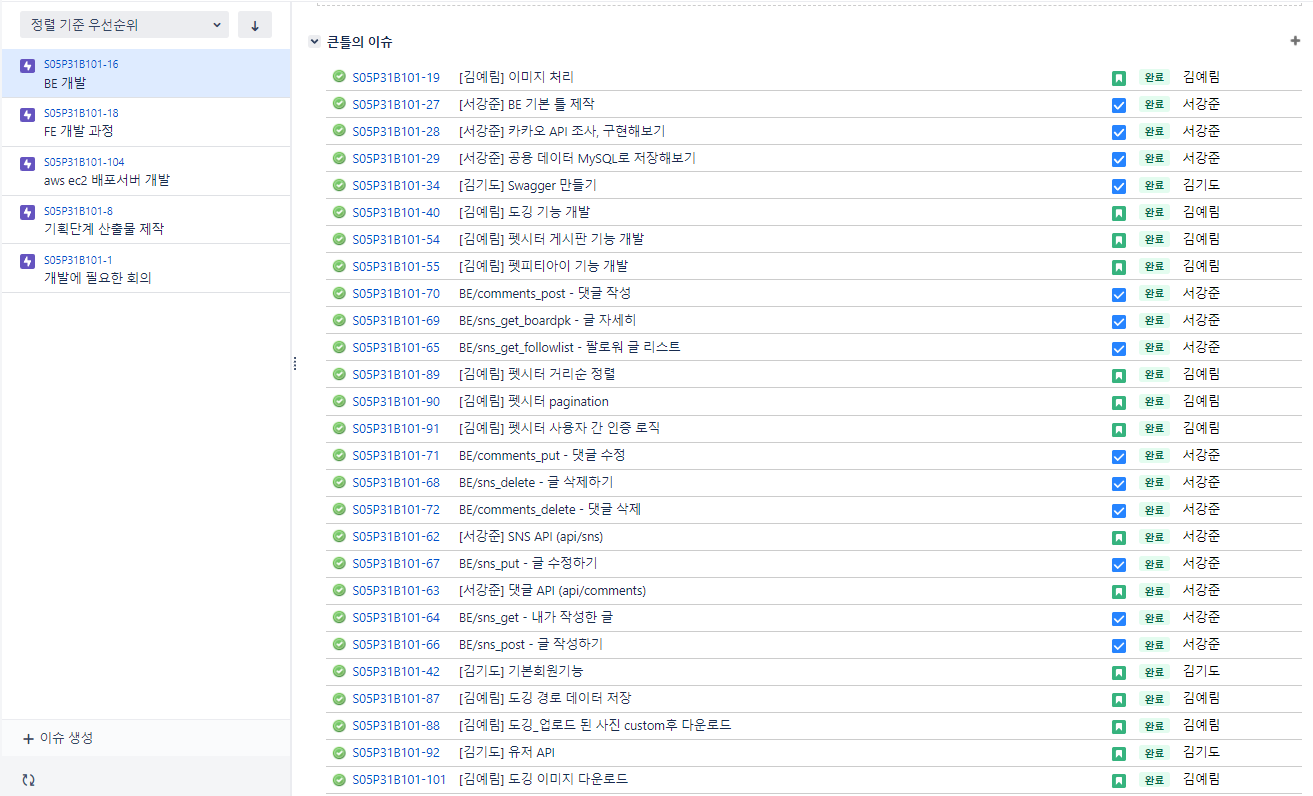 정렬 기준 우선순위
S05P31B101-16
BE 개발
S05P31B101-18
FE 개발 과정
S05P31B101-104
aws ec2 배포서버 개발
S05P31B101-8
기획단계 산출물 제작
S05P31B101-1
개발에 필요한 회의
이슈 생성
큰틀의 이슈
S05P31B101-19 [김예림] 이미지 처리 완료 김예림
S05P31B101-27 [서강준] BE 기본 틀 제작 완료 서강준
S05P31B101-28 [서강준] 카카오 API 조사, 구현해보기 완료 서강준
S05P31B101-29 [서강준] 공용 데이터 MySQL로 저장해보기 완료 서강준
S05P31B101-34 [김기도] Swagger 만들기 완료 김기도
S05P31B101-40 [김예림] 도깅 기능 개발 완료 김예림
S05P31B101-54 [김예림] 펫시터 게시판 기능 개발 완료 김예림
S05P31B101-55 [김예림] 펫피티아이 기능 개발 완료 김예림
S05P31B101-70 BE/comments_post - 댓글 작성 완료 서강준
S05P31B101-69 BE/sns_get_boardpk - 글 자세히 완료 서강준
S05P31B101-65 BE/sns_get_followlist - 팔로워 글 리스트 완료 서강준
S05P31B101-89 [김예림] 펫시터 거리순 정렬 완료 김예림
S05P31B101-90 [김예림] 펫시터 pagination 완료 김예림
S05P31B101-91 [김예림] 펫시터 사용자 간 인증 로직 완료 김예림
S05P31B101-71 BE/comments_put - 댓글 수정 완료 서강준
S05P31B101-68 BE/sns_delete - 글 삭제하기 완료 서강준
S05P31B101-72 BE/comments_delete - 댓글 삭제 완료 서강준
S05P31B101-62 [서강준] SNS API (api/sns) 완료 서강준
S05P31B101-67 BE/sns_put - 글 수정하기 완료 서강준
S05P31B101-63 [서강준] 댓글 API (api/comments) 완료 서강준
S05P31B101-64 BE/sns_get - 내가 작성한 글 완료 서강준
S05P31B101-66 BE/sns_post - 글 작성하기 완료 서강준
S05P31B101-42 [김기도] 기본회원기능 완료 김기도
S05P31B101-87 [김예림] 도깅 경로 데이터 저장 완료 김예림
S05P31B101-88 [김예림] 도깅_업로드 된 사진 custom후 다운로드 완료 김예림
S05P31B101-92 [김기도] 유저 API 완료 김기도
S05P31B101-101 [김예림] 도깅 이미지 다운로드 완료 김예림